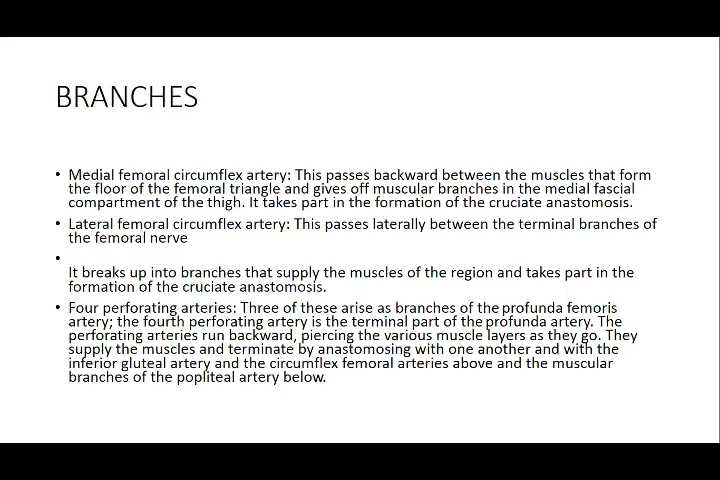 BRANCHES
• Medial femoral circumflex artery: This passes backward between the muscles that form
the floor of the femoral triangle and gives off muscular branches in the medial fascial
compartment of the thigh. It takes part in the formation of the cruciate anastomosis.
• Lateral femoral circumflex artery: This passes laterally between the terminal branches of
the femoral nerve
•
It breaks up into branches that supply the muscles of the region and takes part in the
formation of the cruciate anastomosis.
• Four perforating arteries: Three of these arise as branches of the profunda femoris
artery; the fourth perforating artery is the terminal part of the profunda artery. The
perforating arteries run backward, piercing the various muscle layers as they go. They
supply the muscles and terminate by anastomosing with one another and with the
inferior gluteal artery and the circumflex femoral arteries above and the muscular
branches of the popliteal artery below.